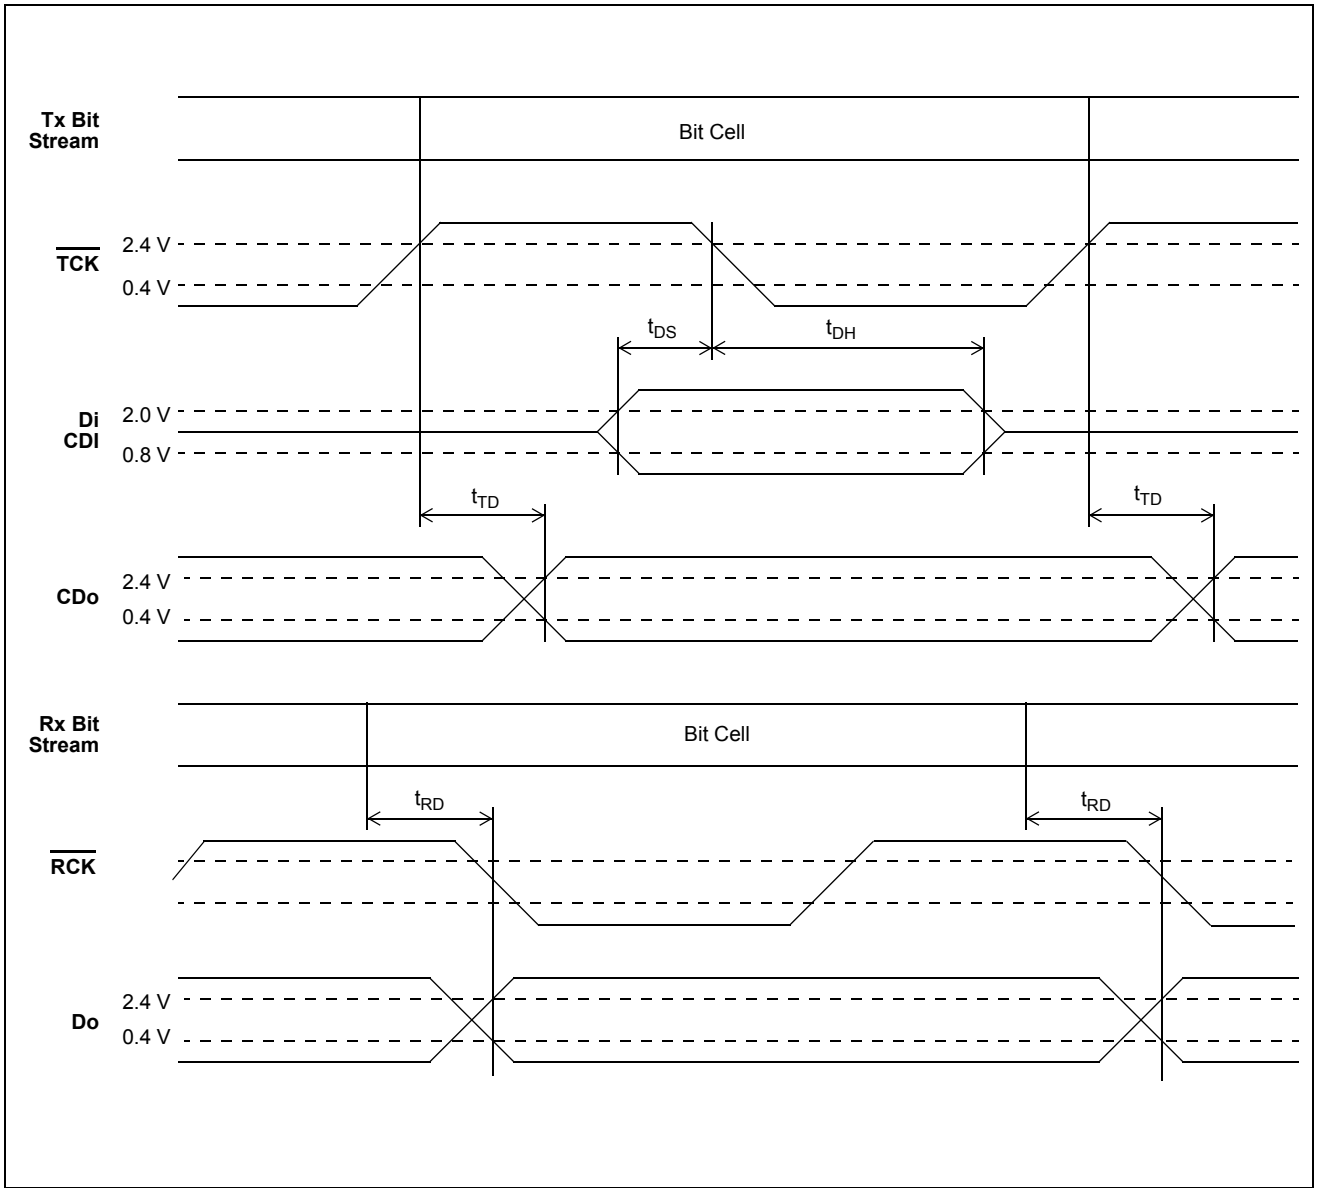 Tx Bit
Stream
Bit Cell
TCK
2.4 V
0.4 V
tDS
tDH
Di
CDI
2.0 V
0.8 V
tTD
tTD
CDo
2.4 V
0.4 V
Rx Bit
Stream
Bit Cell
tRD
tRD
RCK
Do
2.4 V
0.4 V